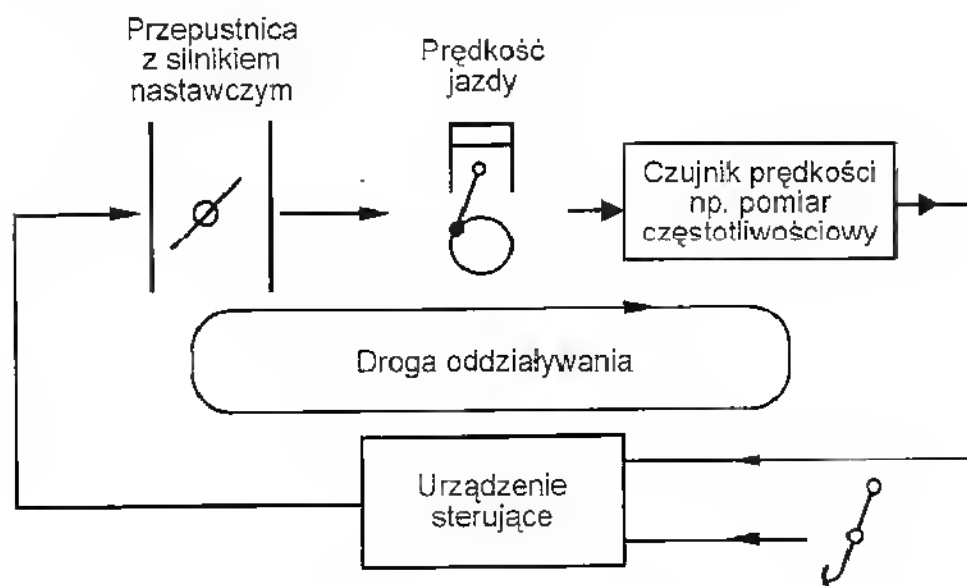 Przepustnica
z silnikiem
nastawczym
Prędkość
jazdy
Czujnik prędkości
np. pomiar
częstotliwościowy
Droga oddziaływania
Urządzenie
sterujące